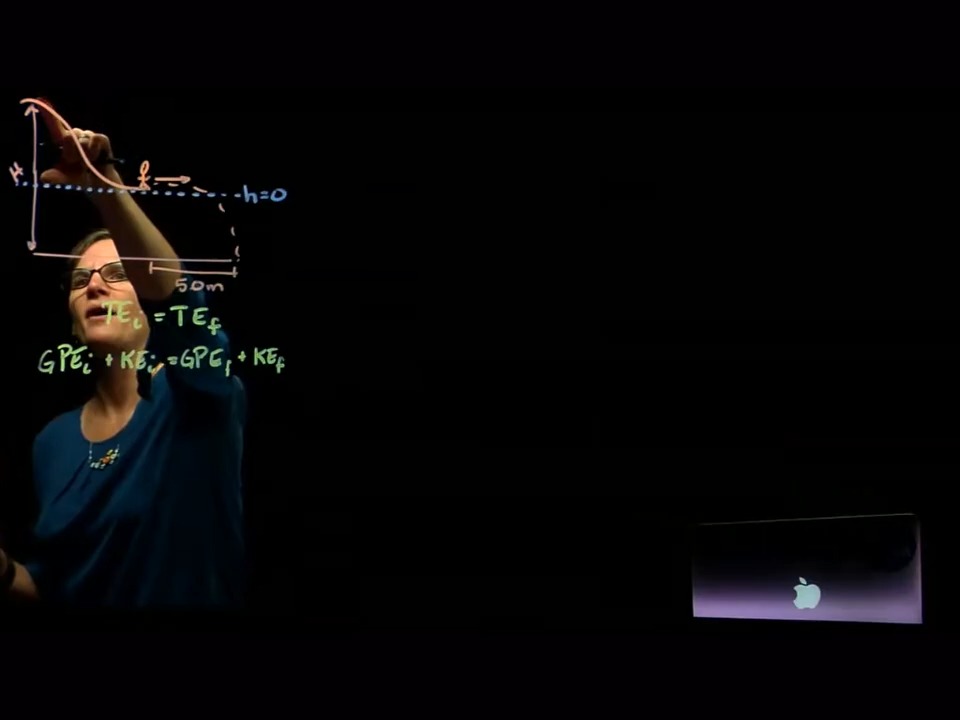 H
h=0
50m
TEi = TEf
GPEi + KEi = GPEf + KEf